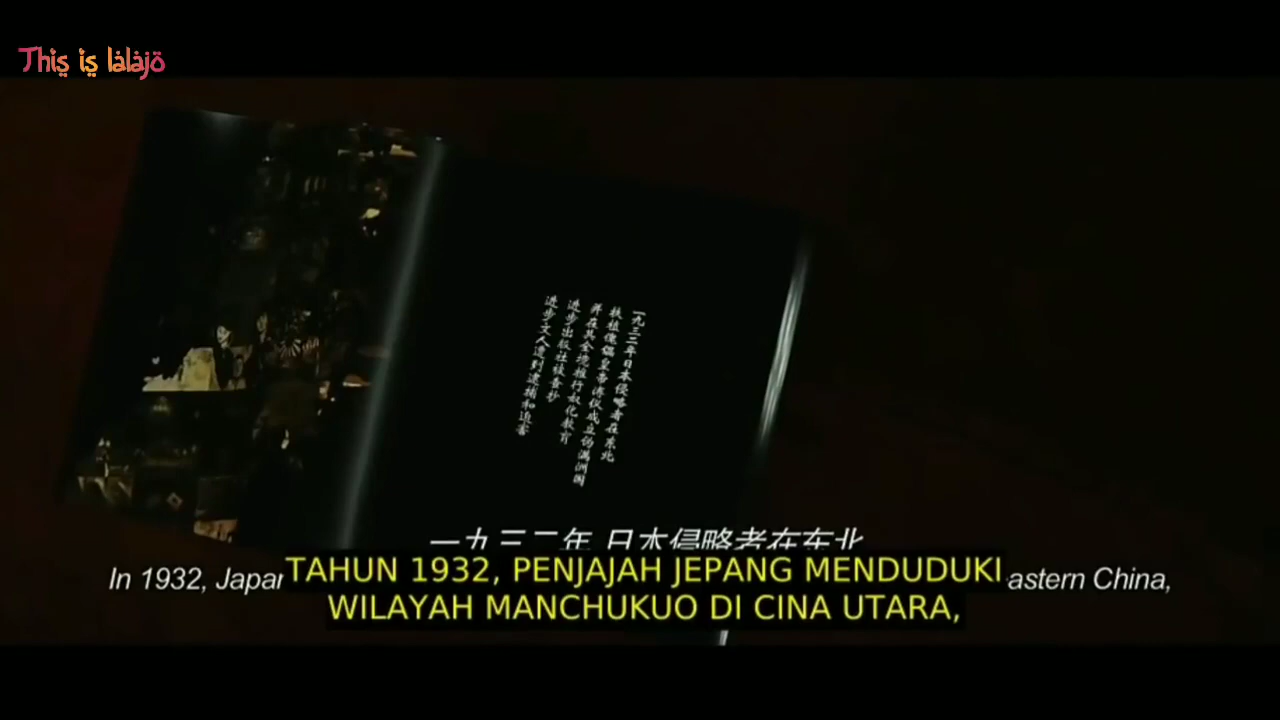 This is lalajo
一九三二年日本侵略者在东北
扶植傀儡皇帝溥仪成立伪满洲国
并在其全境推行奴化教育
进步出版社被查抄
进步文人遭到逮捕和迫害
一九三二年 日本侵略者在东北
In 1932, China,
TAHUN 1932, PENJAJAH JEPANG MENDUDUKI
WILAYAH MANCHUKUO DI CINA UTARA,